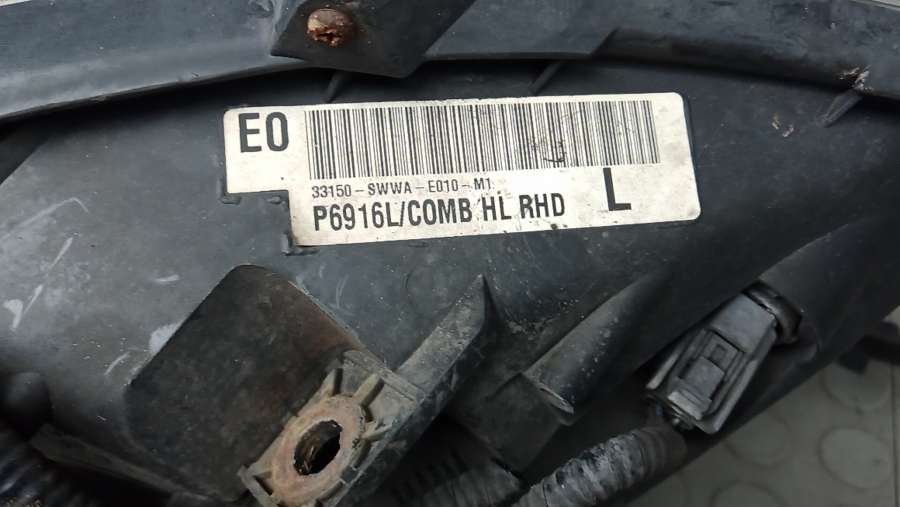 E0
33150-SWWA-E010-M1
P6916L/COMB HL RHD L